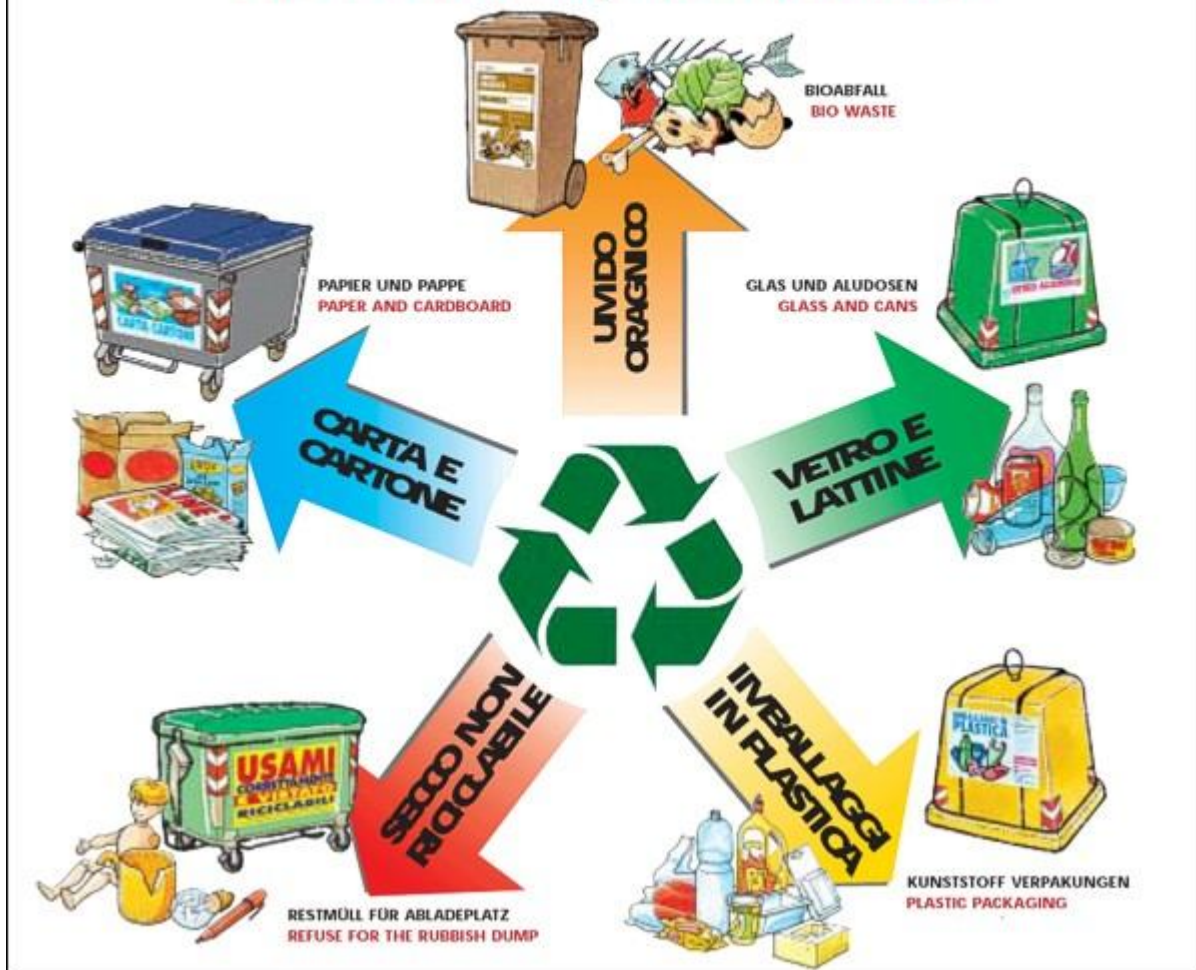 BIOABFALL
BIO WASTE
UMIDO
ORAGNICO
PAPIER UND PAPPE
PAPER AND CARDBOARD
CARTA-CARTONE
CARTA E
CARTONE
GLAS UND ALUDOSEN
GLASS AND CANS
VETRO E
LATTINE
SECCO NON
RICICLABILE
USAMI
CORRETTAMENTE
E VIETATO
RICICLABILI
RESTMÜLL FÜR ABLADEPLATZ
REFUSE FOR THE RUBBISH DUMP
IMBALLAGGI
IN PLASTICA
PLASTICA
KUNSTSTOFF VERPAKUNGEN
PLASTIC PACKAGING